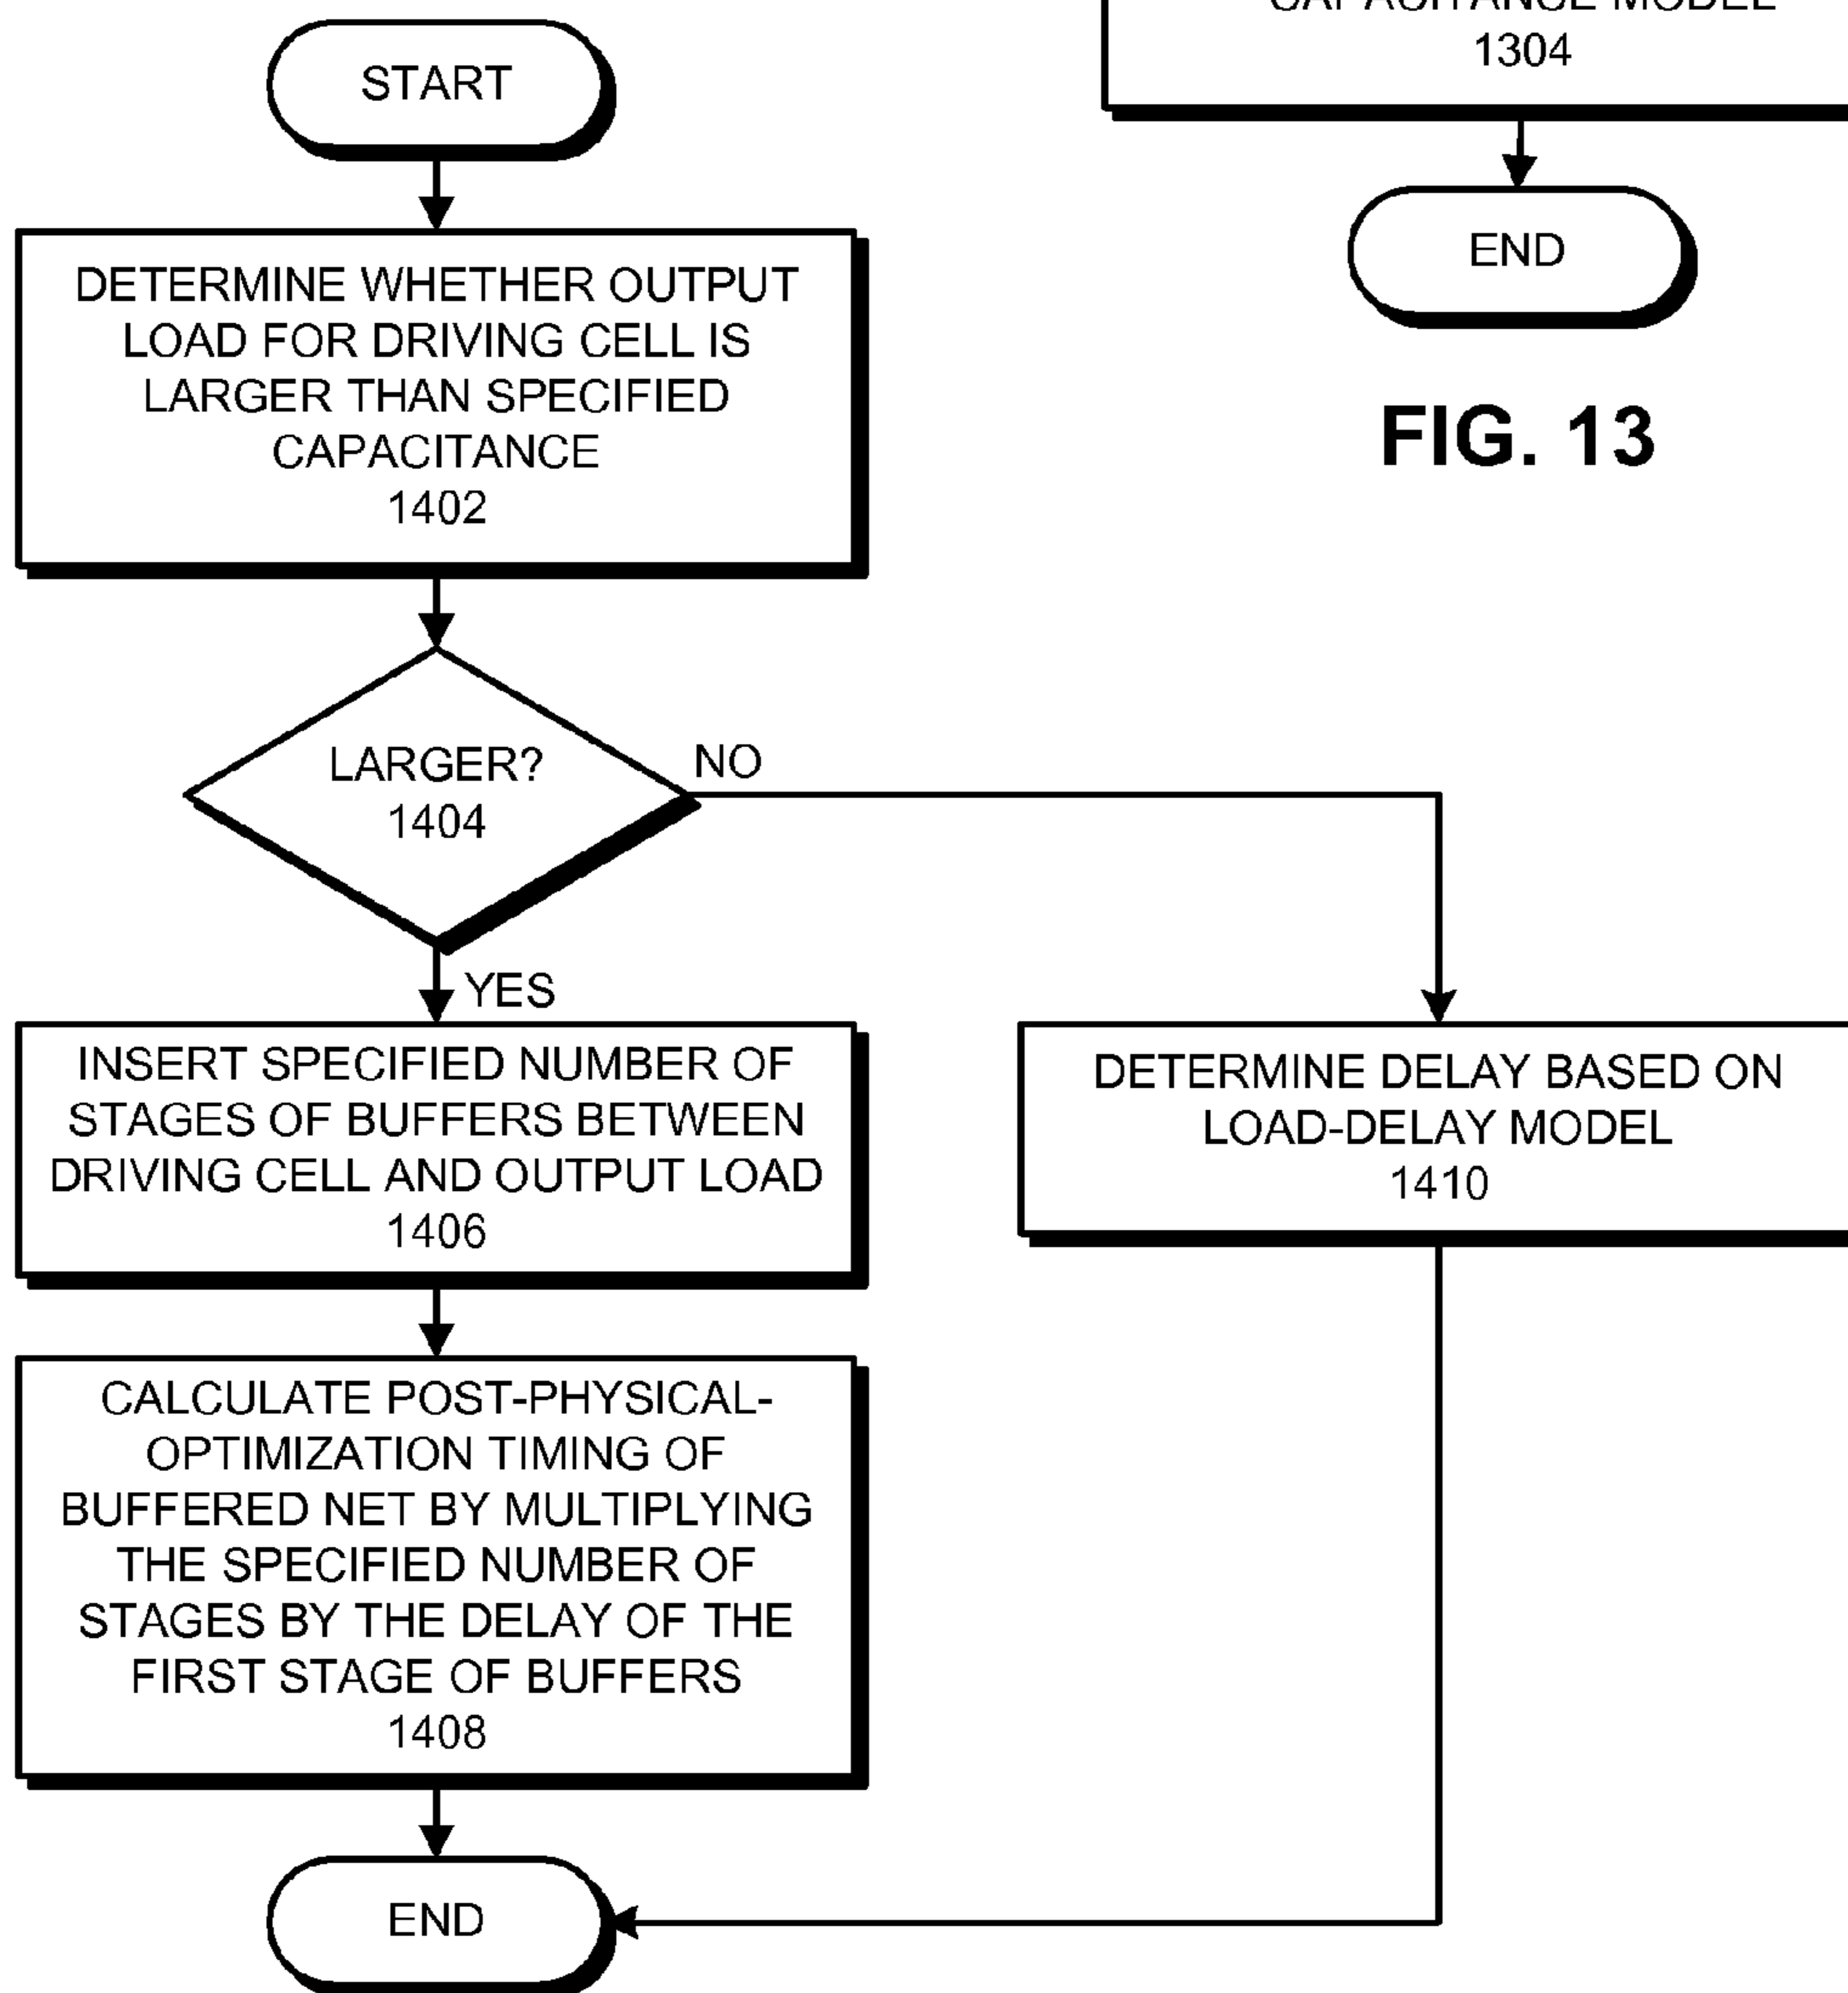 START
DETERMINE WHETHER OUTPUT
LOAD FOR DRIVING CELL IS
LARGER THAN SPECIFIED
CAPACITANCE
1402
LARGER?
1404
NO
YES
INSERT SPECIFIED NUMBER OF
STAGES OF BUFFERS BETWEEN
DRIVING CELL AND OUTPUT LOAD
1406
CALCULATE POST-PHYSICAL-
OPTIMIZATION TIMING OF
BUFFERED NET BY MULTIPLYING
THE SPECIFIED NUMBER OF
STAGES BY THE DELAY OF THE
FIRST STAGE OF BUFFERS
1408
END
DETERMINE DELAY BASED ON
LOAD-DELAY MODEL
1410
CAPACITANCE MODEL
1304
END
FIG. 13